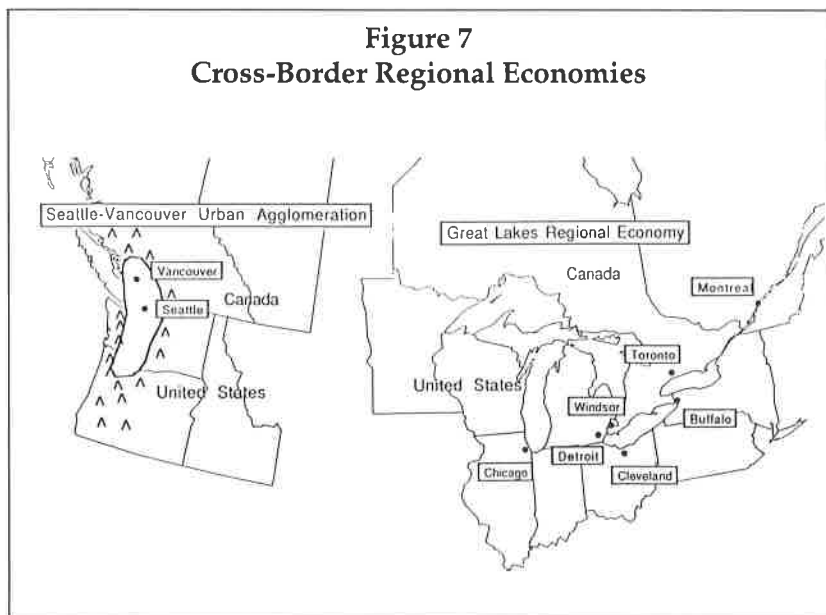 Figure 7
Cross-Border Regional Economies
Seattle-Vancouver Urban Agglomeration
Vancouver
Canada
Seattle
United States
Great Lakes Regional Economy
Canada
Montreal
Toronto
United States
Windsor
Buffalo
Detroit
Chicago
Cleveland